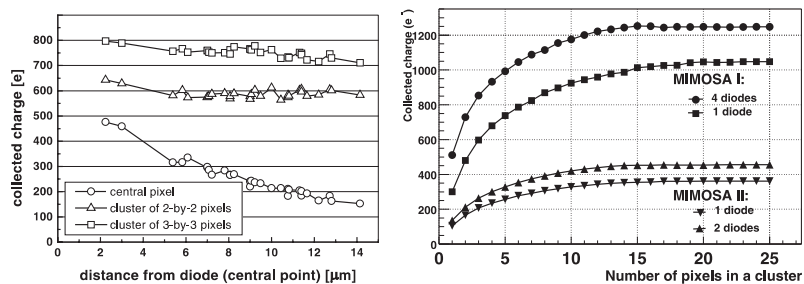 900
800
700
600
500
400
300
200
100
0
collected charge [e]
central pixel
cluster of 2-by-2 pixels
cluster of 3-by-3 pixels
0 2 4 6 8 10 12 14
distance from diode (central point) [μm]
Collected charge (e⁻)
1200
1000
800
600
400
200
0
MIMOSA I:
4 diodes
1 diode
MIMOSA II:
1 diode
2 diodes
0 5 10 15 20 25
Number of pixels in a cluster